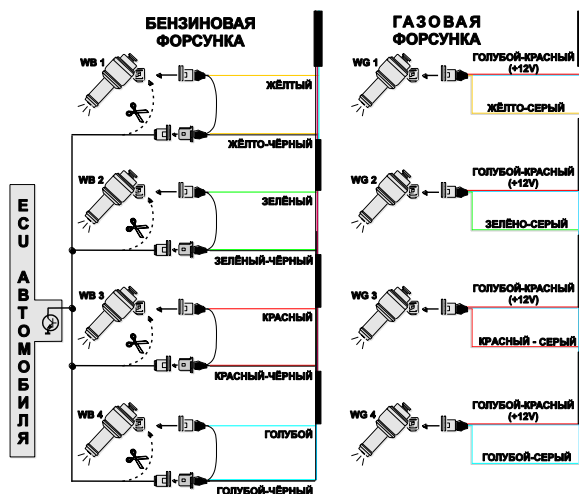 БЕНЗИНОВАЯ
ФОРСУНКА
ГАЗОВАЯ
ФОРСУНКА
WB 1
ЖЁЛТЫЙ
ЖЁЛТО-ЧЁРНЫЙ
WB 2
ЗЕЛЁНЫЙ
ЗЕЛЁНЫЙ-ЧЁРНЫЙ
WB 3
КРАСНЫЙ
КРАСНЫЙ-ЧЁРНЫЙ
WB 4
ГОЛУБОЙ
ГОЛУБОЙ-ЧЁРНЫЙ
ECU АВТОМОБИЛЯ
WG 1
ГОЛУБОЙ-КРАСНЫЙ
(+12V)
ЖЁЛТО-СЕРЫЙ
WG 2
ГОЛУБОЙ-КРАСНЫЙ
(+12V)
ЗЕЛЁНО-СЕРЫЙ
WG 3
ГОЛУБОЙ-КРАСНЫЙ
(+12V)
КРАСНЫЙ - СЕРЫЙ
WG 4
ГОЛУБОЙ-КРАСНЫЙ
(+12V)
ГОЛУБОЙ-СЕРЫЙ